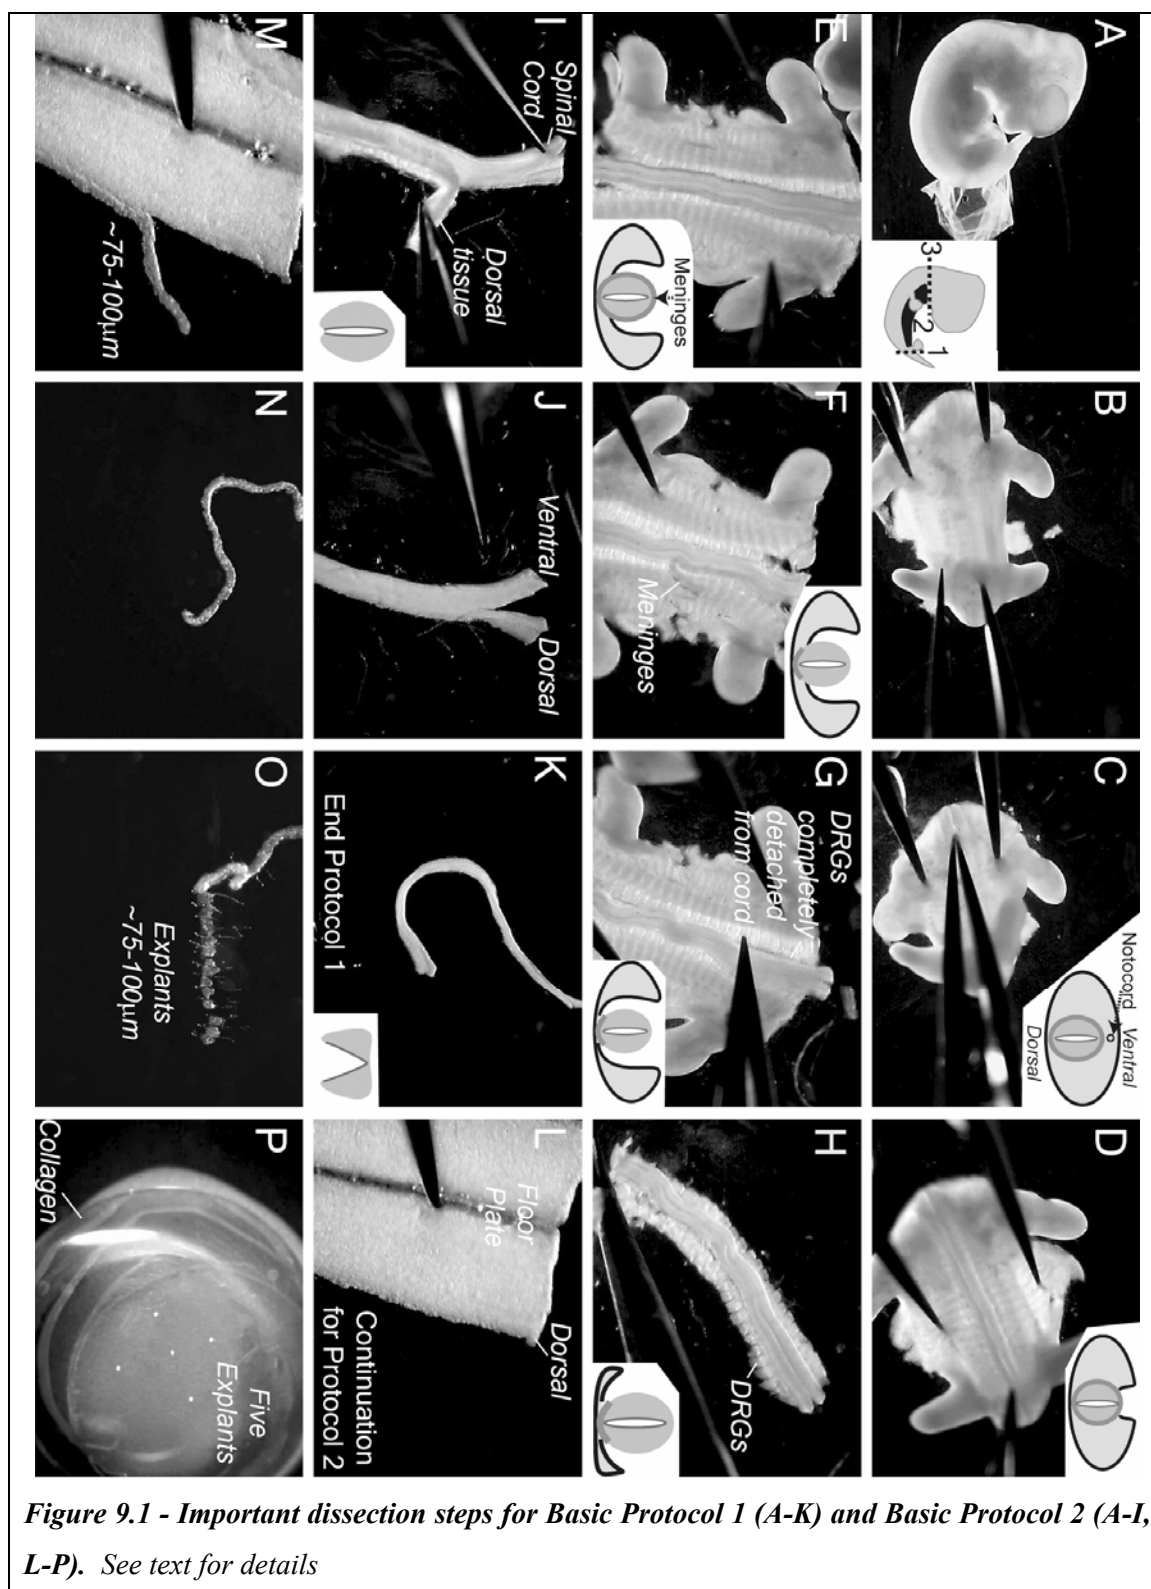 A
3
2
1
B
C
Notocord
Ventral
Dorsal
D
E
Meninges
F
Meninges
G
DRGs
completely
detached
from cord
H
DRGs
I
Spinal
Cord
Dorsal
tissue
J
Ventral
Dorsal
K
End Protocol 1
L
Floor
Plate
Dorsal
Continuation
for Protocol 2
M
~75-100µm
N
O
Explants
~75-100µm
P
Collagen
Five
Explants
Figure 9.1 - Important dissection steps for Basic Protocol 1 (A-K) and Basic Protocol 2 (A-I,
L-P). See text for details